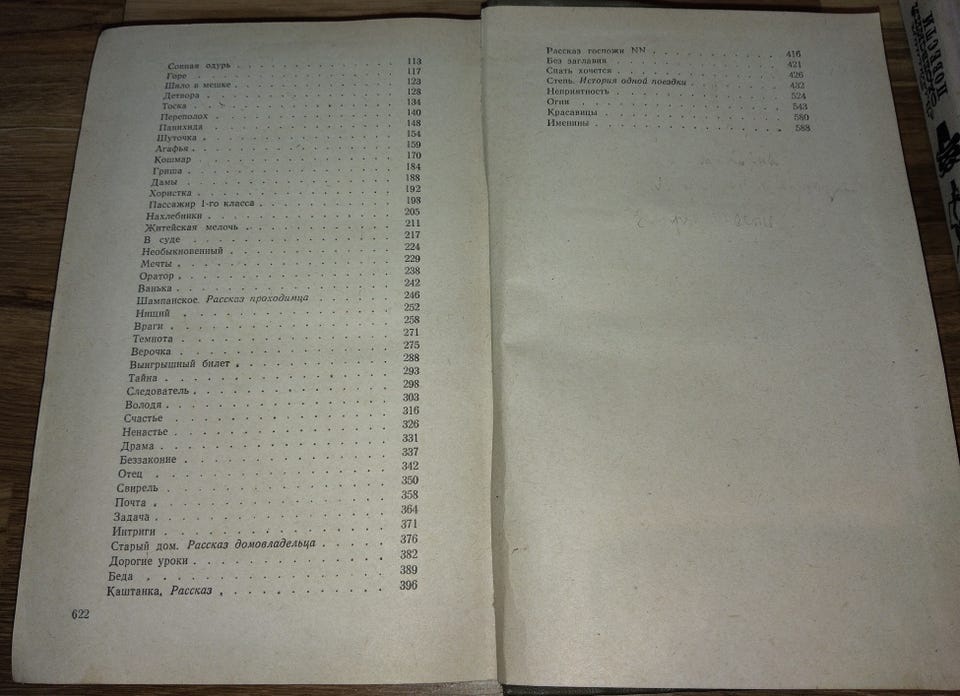 Сонная одурь 113
Горе 117
Шило в мешке 123
Детвора 128
Тоска 134
Переполох 140
Панихида 148
Шуточка 154
Агафья 159
Кошмар 170
Гриша 184
Дамы 188
Хористка 192
Пассажир 1-го класса 198
Нахлебники 205
Житейская мелочь 211
В суде 217
Необыкновенный 224
Мечты 229
Оратор 238
Ванька 242
Шампанское. Рассказ проходимца 246
Нищий 252
Враги 258
Темнота 271
Верочка 275
Выигрышный билет 288
Тайна 293
Следователь 298
Володя 303
Счастье 316
Ненастье 326
Драма 331
Беззаконие 337
Отец 342
Свирель 350
Почта 358
Задача 364
Интриги 371
Старый дом. Рассказ домовладельца 376
Дорогие уроки 382
Беда 389
Каштанка. Рассказ 396
622
Рассказ госпожи NN 416
Без заглавия 421
Спать хочется 426
Степь. История одной поездки 432
Неприятность 524
Огни 543
Красавицы 580
Именины 588
ПОВЕСТИ